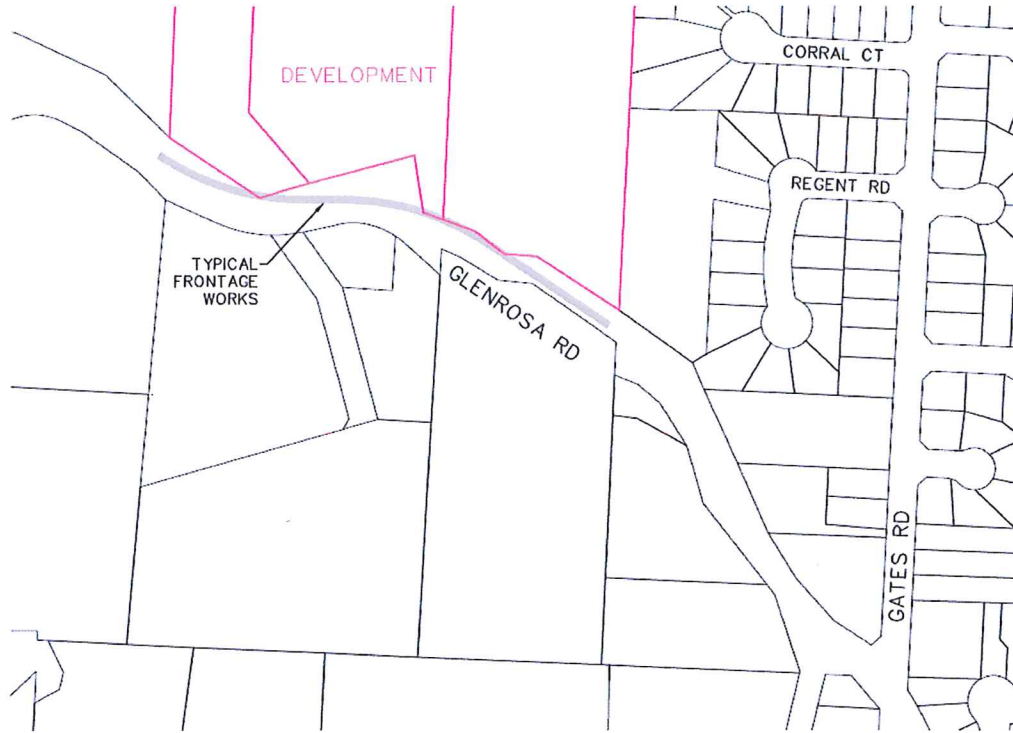 CORRAL CT
DEVELOPMENT
REGENT RD
TYPICAL
FRONTAGE
WORKS
GLENROSA RD
GATES RD